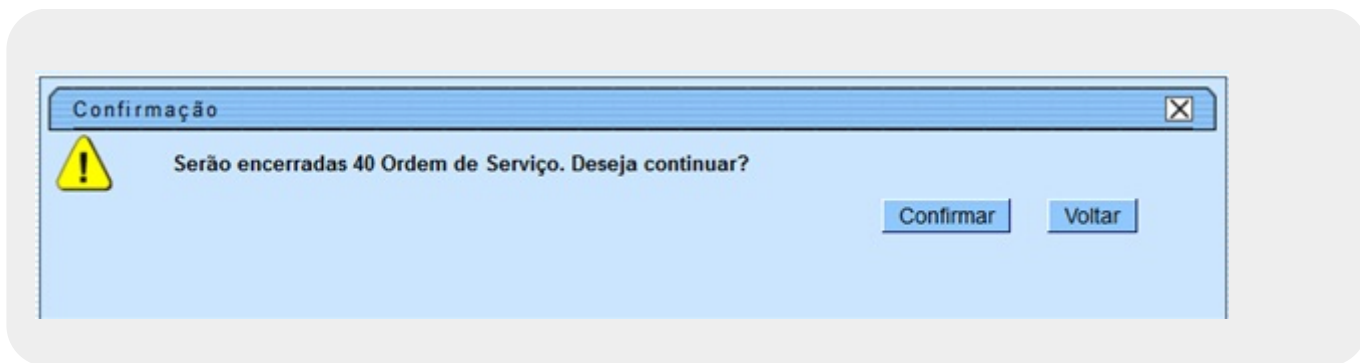 Confirmação
Serão encerradas 40 Ordem de Serviço. Deseja continuar?
Confirmar Voltar